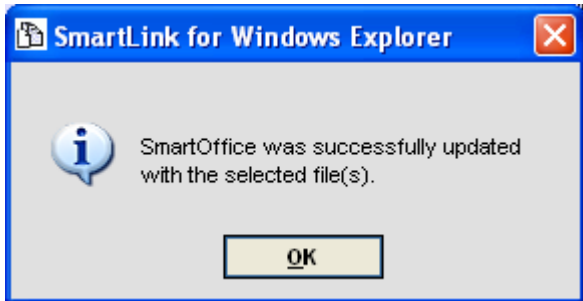 SmartLink for Windows Explorer
SmartOffice was successfully updated
with the selected file(s).
OK